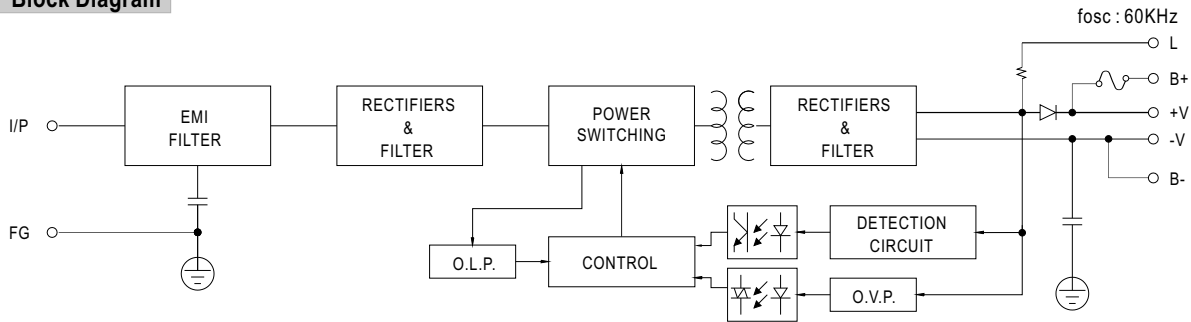 Block Diagram
fosc : 60KHz
L
B+
+V
-V
B-
I/P
EMI
FILTER
RECTIFIERS
&
FILTER
POWER
SWITCHING
RECTIFIERS
&
FILTER
FG
O.L.P.
CONTROL
DETECTION
CIRCUIT
O.V.P.